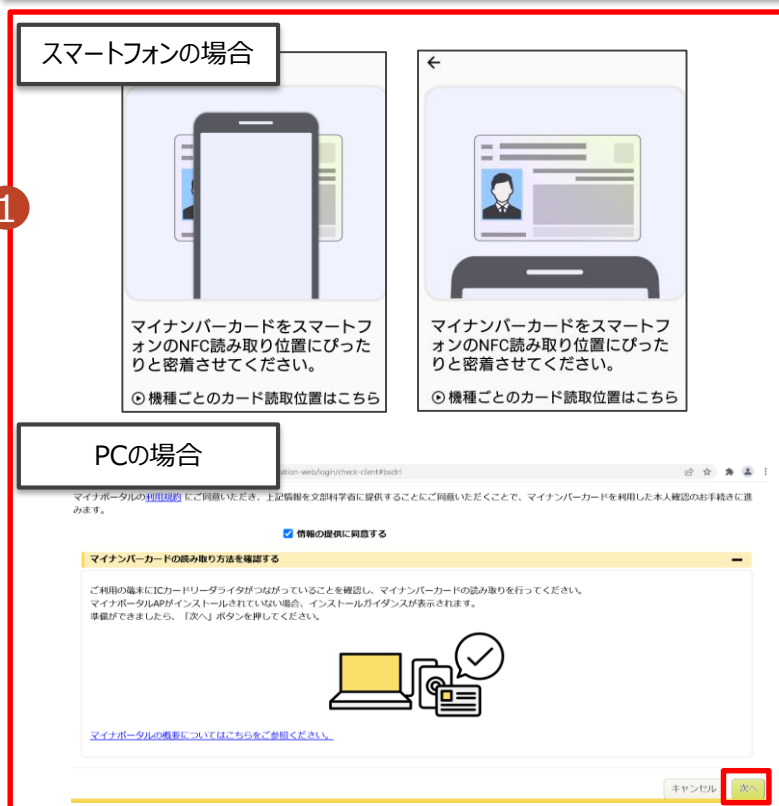 スマートフォンの場合
←
1
マイナンバーカードをスマートフ
ォンのNFC読み取り位置にぴった
りと密着させてください。
機種ごとのカード読取位置はこちら
マイナンバーカードをスマートフ
ォンのNFC読み取り位置にぴった
りと密着させてください。
機種ごとのカード読取位置はこちら
PCの場合
ation-web/login/check-client#bsctrl
マイナポータルの利用規約 にご同意いただき、上記情報を文部科学省に提供することにご同意いただくことで、マイナンバーカードを利用した本人確認のお手続きに進
みます。
情報の提供に同意する
マイナンバーカードの読み取り方法を確認する
ご利用の端末にICカードリーダライタがつながっていることを確認し、マイナンバーカードの読み取りを行ってください。
マイナポータルAPがインストールされていない場合、インストールガイダンスが表示されます。
準備ができましたら、「次へ」ボタンを押してください。
マイナポータルの概要についてはこちらをご参照ください。
キャンセル
次へ